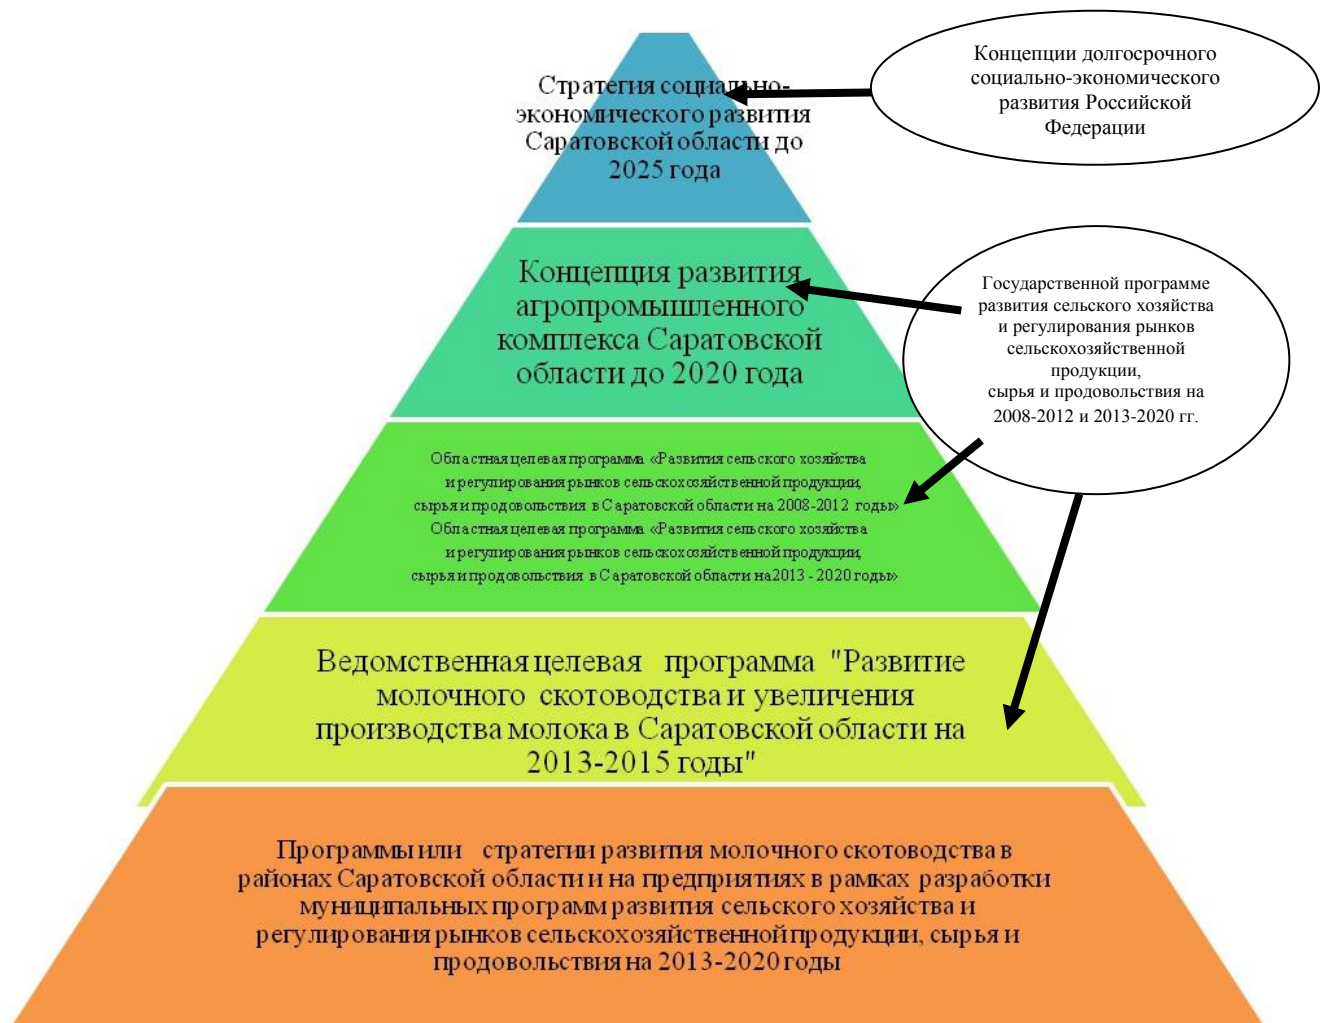 Стратегия социально-
экономического развития
Саратовской области до
2025 года
Концепции долгосрочного
социально-экономического
развития Российской
Федерации
Концепция развития
агропромышленного
комплекса Саратовской
области до 2020 года
Государственной программе
развития сельского хозяйства
и регулирования рынков
сельскохозяйственной
продукции,
сырья и продовольствия на
2008-2012 и 2013-2020 гг.
Областная целевая программа «Развития сельского хозяйства
и регулирования рынков сельскохозяйственной продукции,
сырья и продовольствия в Саратовской области на 2008-2012 годы»
Областная целевая программа «Развития сельского хозяйства
и регулирования рынков сельскохозяйственной продукции,
сырья и продовольствия в Саратовской области на 2013 - 2020 годы»
Ведомственная целевая программа "Развитие
молочного скотоводства и увеличения
производства молока в Саратовской области на
2013-2015 годы"
Программы или стратегии развития молочного скотоводства в
районах Саратовской области и на предприятиях в рамках разработки
муниципальных программ развития сельского хозяйства и
регулирования рынков сельскохозяйственной продукции, сырья и
продовольствия на 2013-2020 годы